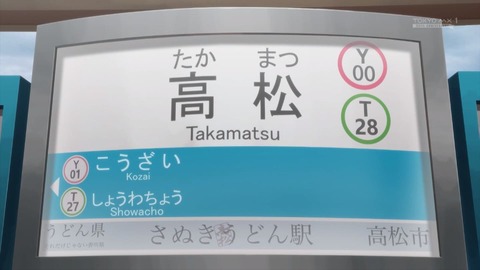 たか まつ
高 松
Takamatsu
Y
00
T
28
Y
01
こうざい
Kozai
T
27
しょうわちょう
Showacho
うどん県 さぬき どん駅 高松市